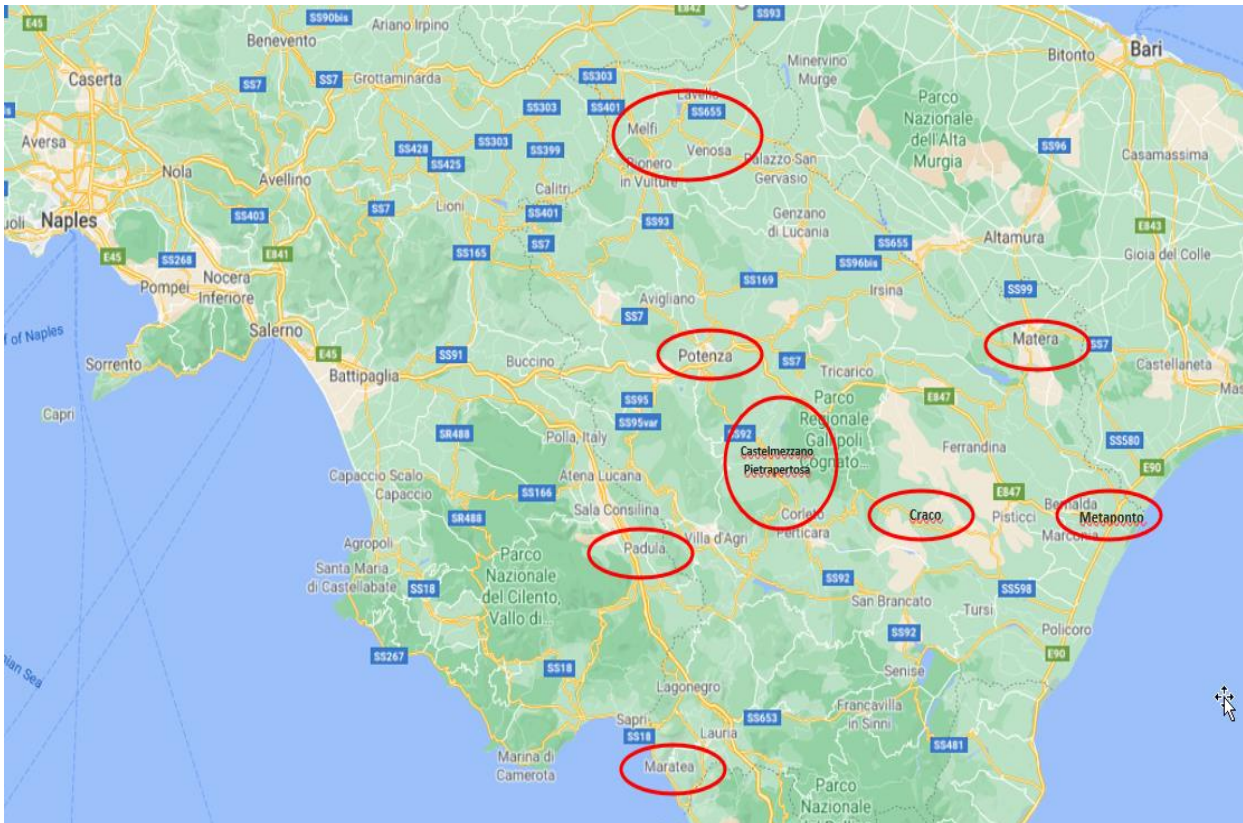 E45
SS90bis
Ariano Irpino
E842
SS93
Benevento
Minervino
Murge
Bitonto
Bari
Caserta
SS7
SS7
Grottaminarda
SS303
SS303
SS401
Lavello
SS655
Parco
Nazionale
dell'Alta
Murgia
Aversa
Melfi
SS428
SS303
SS399
SS425
Venosa
SS96
Casamassima
Nola
Avellino
Rionero
in Vulture
Palazzo San
Gervasio
Calitri
Lioni
SS403
SS7
SS401
SS93
Genzano
di Lucania
Naples
E843
E45
SS268
E841
SS165
SS7
SS655
Altamura
Gioia del Colle
SS96bis
Pompei
Nocera
Inferiore
SS169
Irsina
SS99
Avigliano
SS7
Salerno
of Naples
Matera
SS7
Sorrento
E45
SS91
Buccino
Potenza
SS7
Castellaneta
Battipaglia
Tricarico
Capri
SS95
Parco
Regionale
Gallipoli
Cognato...
E847
Mas
SS95var
SR488
Polla, Italy
SS92
Castelmezzano
Pietrapertosa
Ferrandina
SS580
E90
Capaccio Scalo
Capaccio
Atena Lucana
SS166
E847
Sala Consilina
Corleto
Perticara
Craco
Pisticci
Bernalda
Metaponto
Marconia
SR488
Agropoli
Parco
Nazionale
del Cilento,
Vallo di...
Padula
Villa d'Agri
Santa Maria
di Castellabate
SS18
SS92
SS598
San Brancato
Tursi
SS92
Policoro
SS267
E90
SS18
Senise
Lagonegro
Francavilla
in Sinni
Sapri
SS653
SS18
Lauria
SS481
Marina di
Camerota
Maratea
Parco
Nazionale